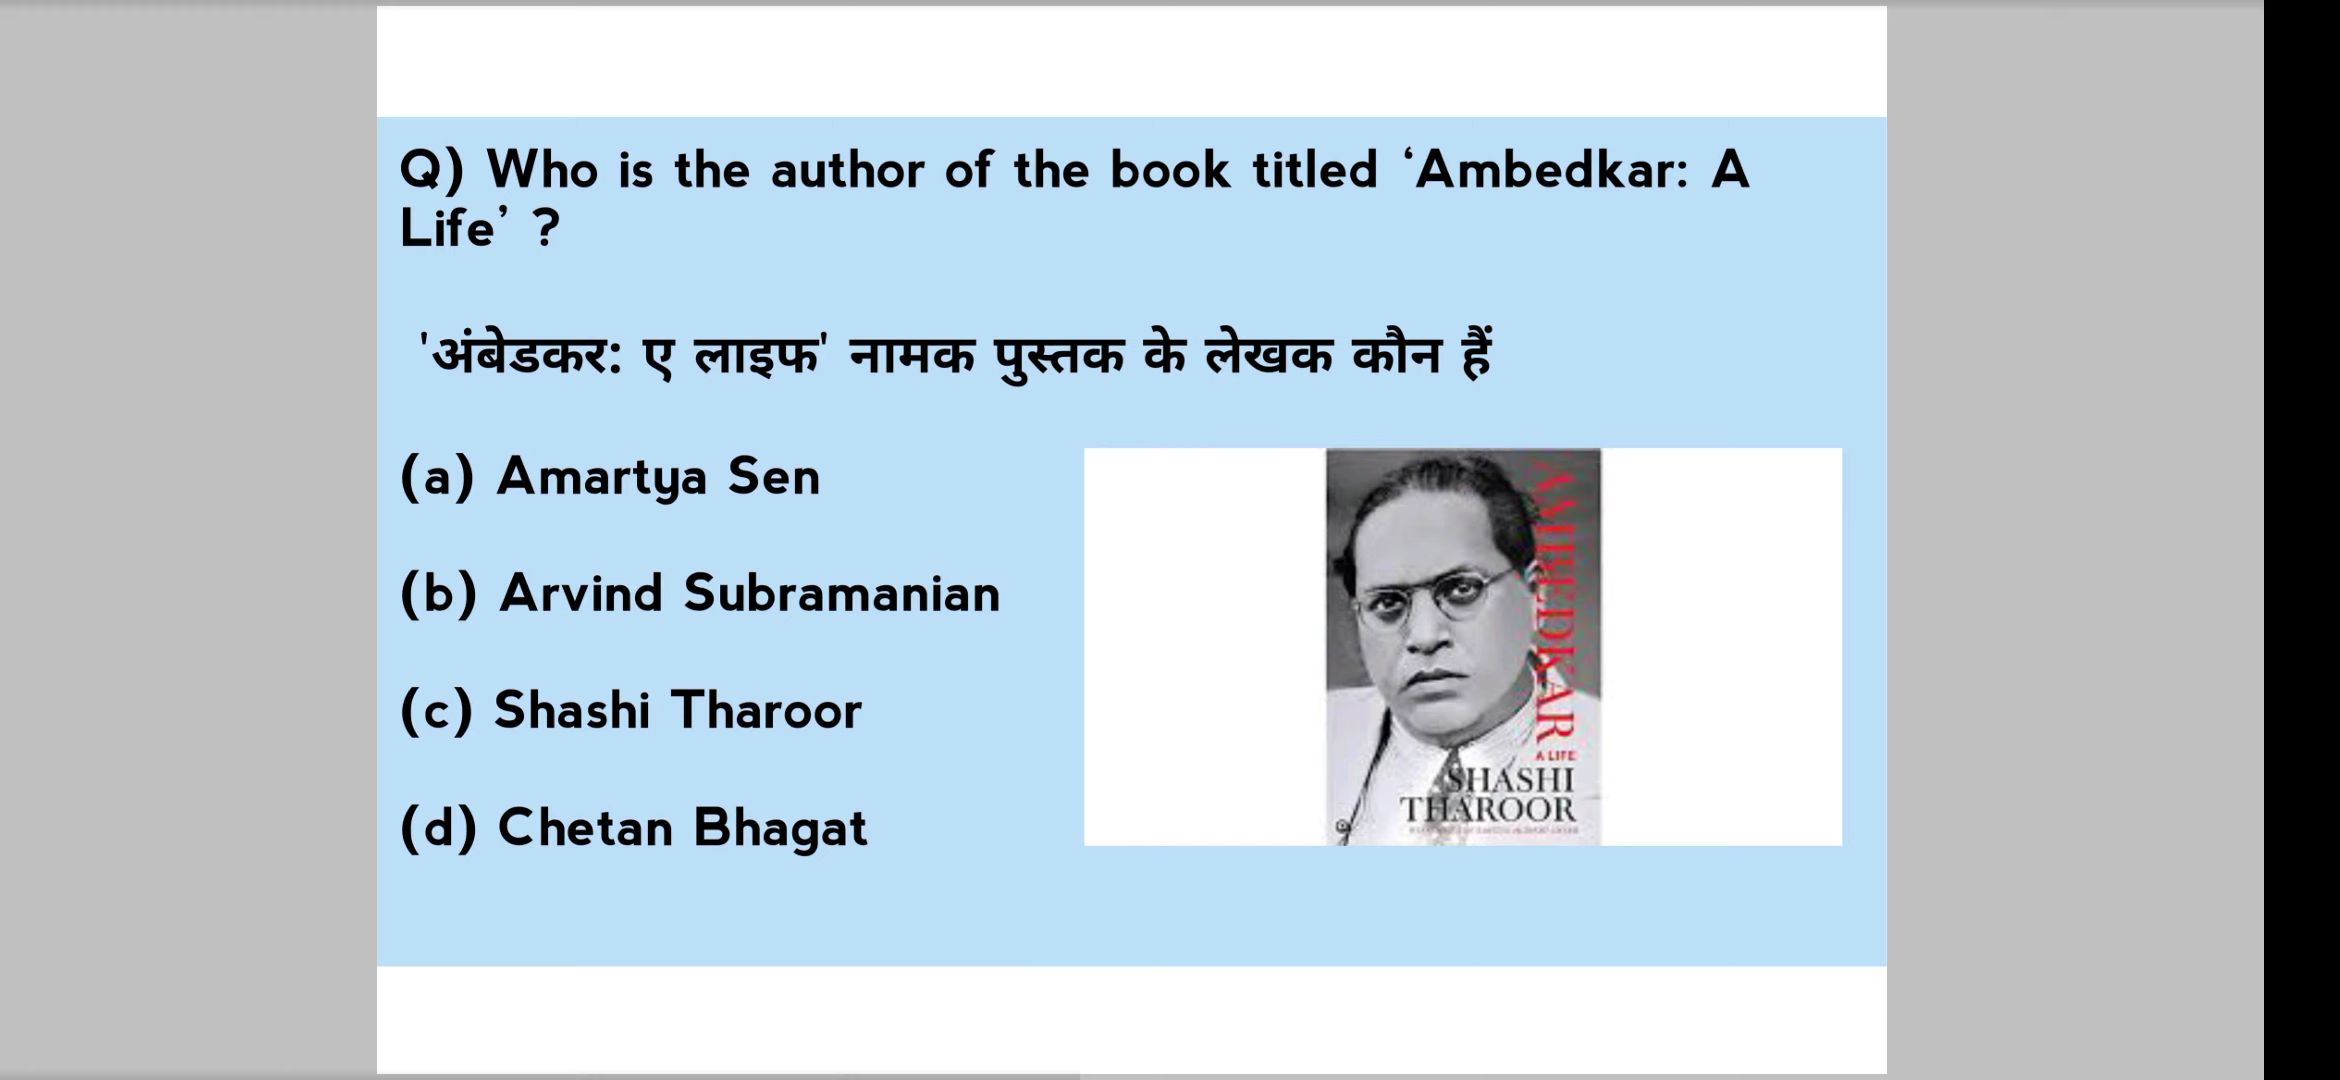 Q) Who is the author of the book titled ‘Ambedkar: A
Life’ ?
'अंबेडकर: ए लाइफ' नामक पुस्तक के लेखक कौन हैं
(a) Amartya Sen
(b) Arvind Subramanian
(c) Shashi Tharoor
(d) Chetan Bhagat
AMBEDKAR
A LIFE
SHASHI
THAROOR